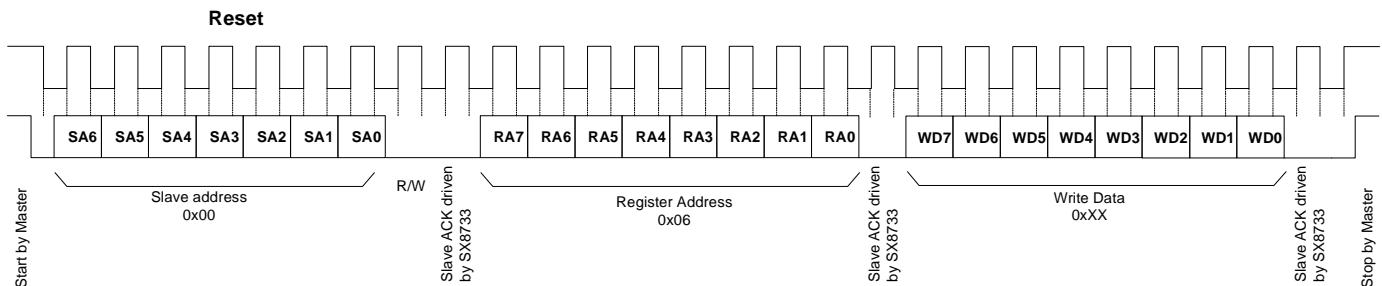 Reset
SA6 SA5 SA4 SA3 SA2 SA1 SA0 RA7 RA6 RA5 RA4 RA3 RA2 RA1 RA0 WD7 WD6 WD5 WD4 WD3 WD2 WD1 WD0
Start by Master
Slave address
0x00
R/W
Slave ACK driven
by SX8733
Register Address
0x06
Slave ACK driven
by SX8733
Write Data
0xXX
Slave ACK driven
by SX8733
Stop by Master